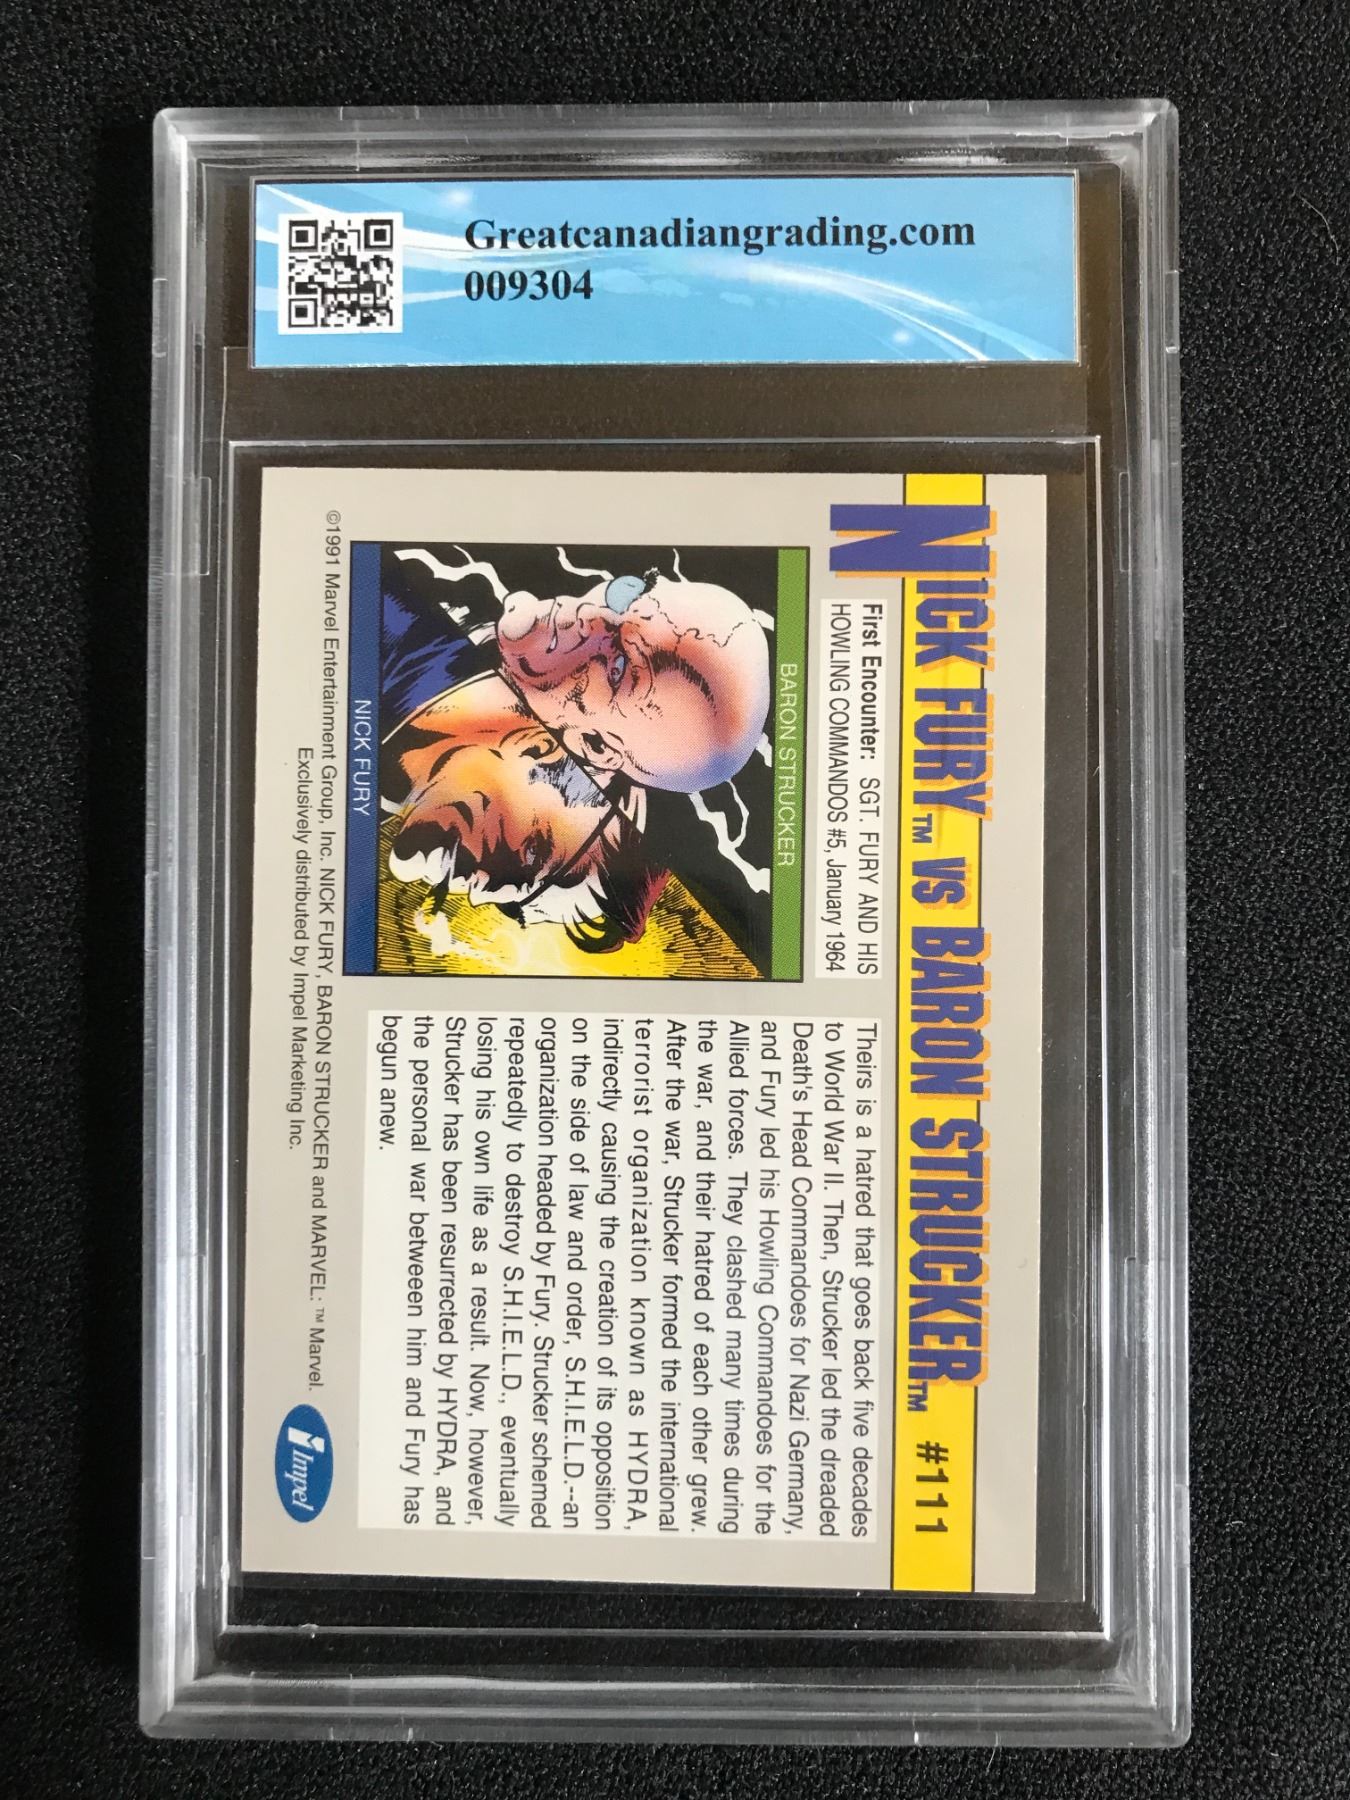 Greatcanadiangrading.com
009304
NICK FURY™ VS BARON STRUCKER™ #111
First Encounter: SGT. FURY AND HIS
HOWLING COMMANDOS #5, January 1964
BARON STRUCKER
NICK FURY
Theirs is a hatred that goes back five decades
to World War II. Then, Strucker led the dreaded
Death's Head Commandoes for Nazi Germany,
and Fury led his Howling Commandoes for the
Allied forces. They clashed many times during
the war, and their hatred of each other grew.
After the war, Strucker formed the international
terrorist organization known as HYDRA,
indirectly causing the creation of its opposition
on the side of law and order, S.H.I.E.L.D.--an
organization headed by Fury. Strucker schemed
repeatedly to destroy S.H.I.E.L.D., eventually
losing his own life as a result. Now, however,
Strucker has been resurrected by HYDRA, and
the personal war betweeen him and Fury has
begun anew.
©1991 Marvel Entertainment Group, Inc. NICK FURY, BARON STRUCKER and MARVEL: ™ Marvel.
Exclusively distributed by Impel Marketing Inc.
Impel